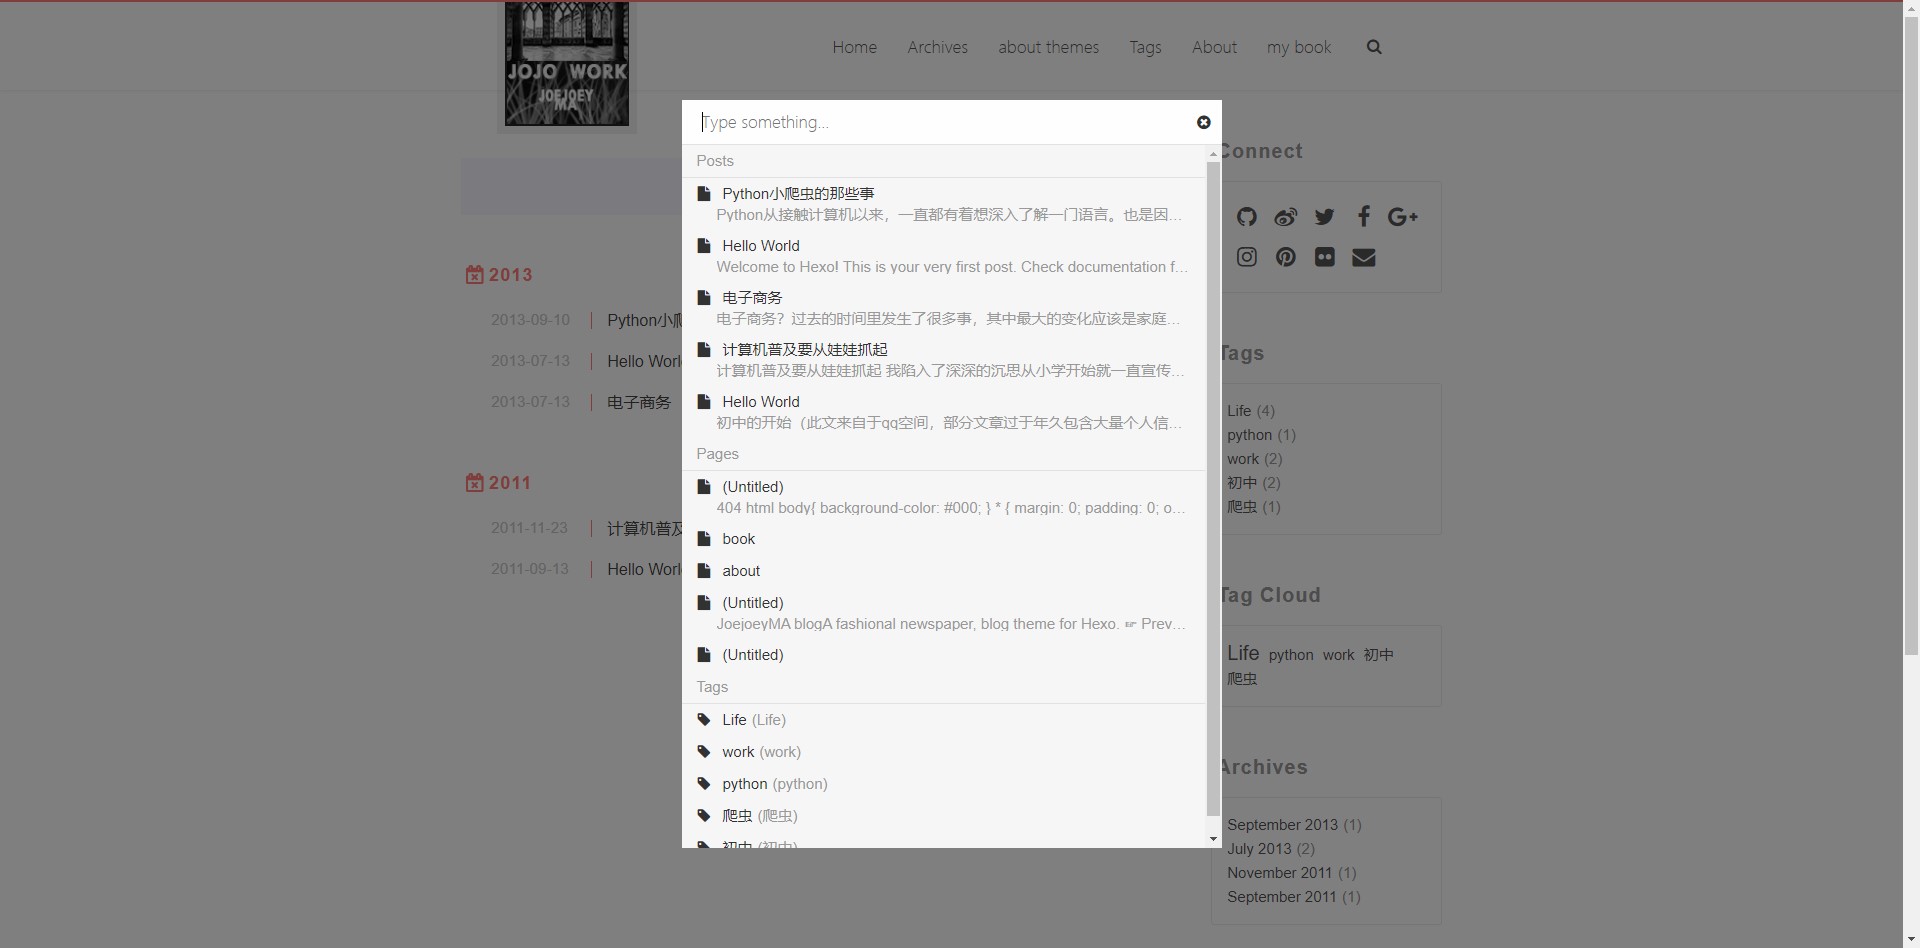 JOJO WORK
JOEJOEY
MA
Home Archives about themes Tags About my book
Type something...
Posts
Python小爬虫的那些事
Python从接触计算机以来，一直都有着想深入了解一门语言。也是因...
Hello World
Welcome to Hexo! This is your very first post. Check documentation f...
电子商务
电子商务？过去的时间里发生了很多事，其中最大的变化应该是家庭...
计算机普及要从娃娃抓起
计算机普及要从娃娃抓起 我陷入了深深的沉思从小学开始就一直宣传...
Hello World
初中的开始（此文来自于qq空间，部分文章过于年久包含大量个人信...
Pages
(Untitled)
404 html body{ background-color: #000; } * { margin: 0; padding: 0; o...
book
about
(Untitled)
JoejoeyMA blogA fashional newspaper, blog theme for Hexo. ☞ Prev...
(Untitled)
Tags
Life (Life)
work (work)
python (python)
爬虫 (爬虫)
初中 (初中)
2013
2013-09-10 Python小爬
2013-07-13 Hello Worl
2013-07-13 电子商务
2011
2011-11-23 计算机普及
2011-09-13 Hello Worl
Connect
Tags
Life (4)
python (1)
work (2)
初中 (2)
爬虫 (1)
Tag Cloud
Life python work 初中
爬虫
Archives
September 2013 (1)
July 2013 (2)
November 2011 (1)
September 2011 (1)